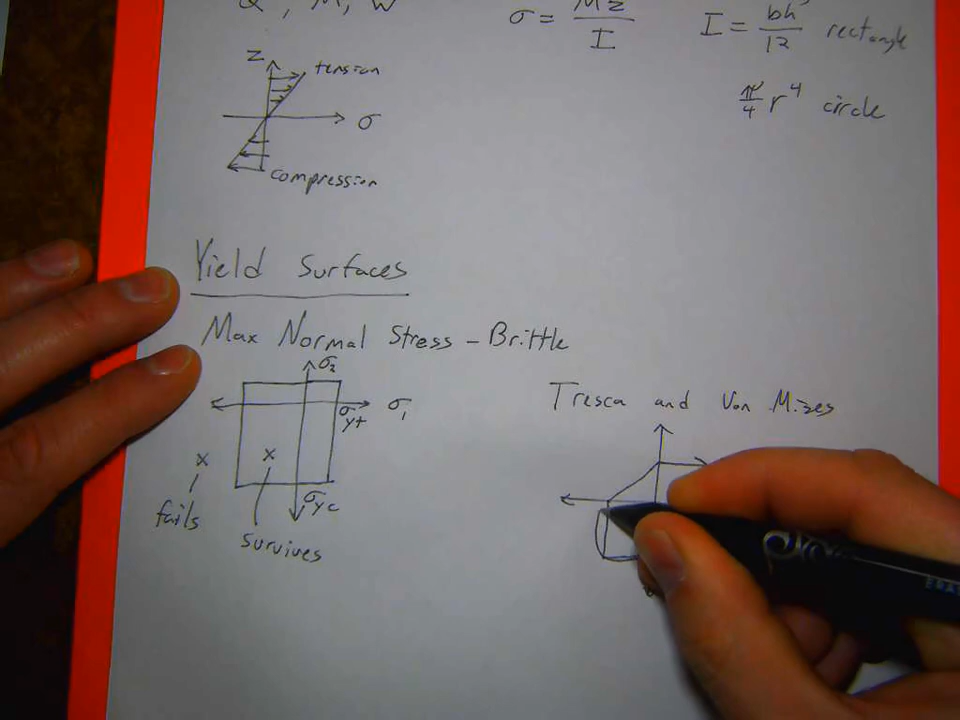 Q, M, W
σ = Mz/I
I = bh³/12 rectangle
π/4 r⁴ circle
z
tension
σ
compression
Yield Surfaces
Max Normal Stress - Brittle
σ₂
σ₁
σyt
x
x
fails
σyc
survives
Tresca and Von Mises